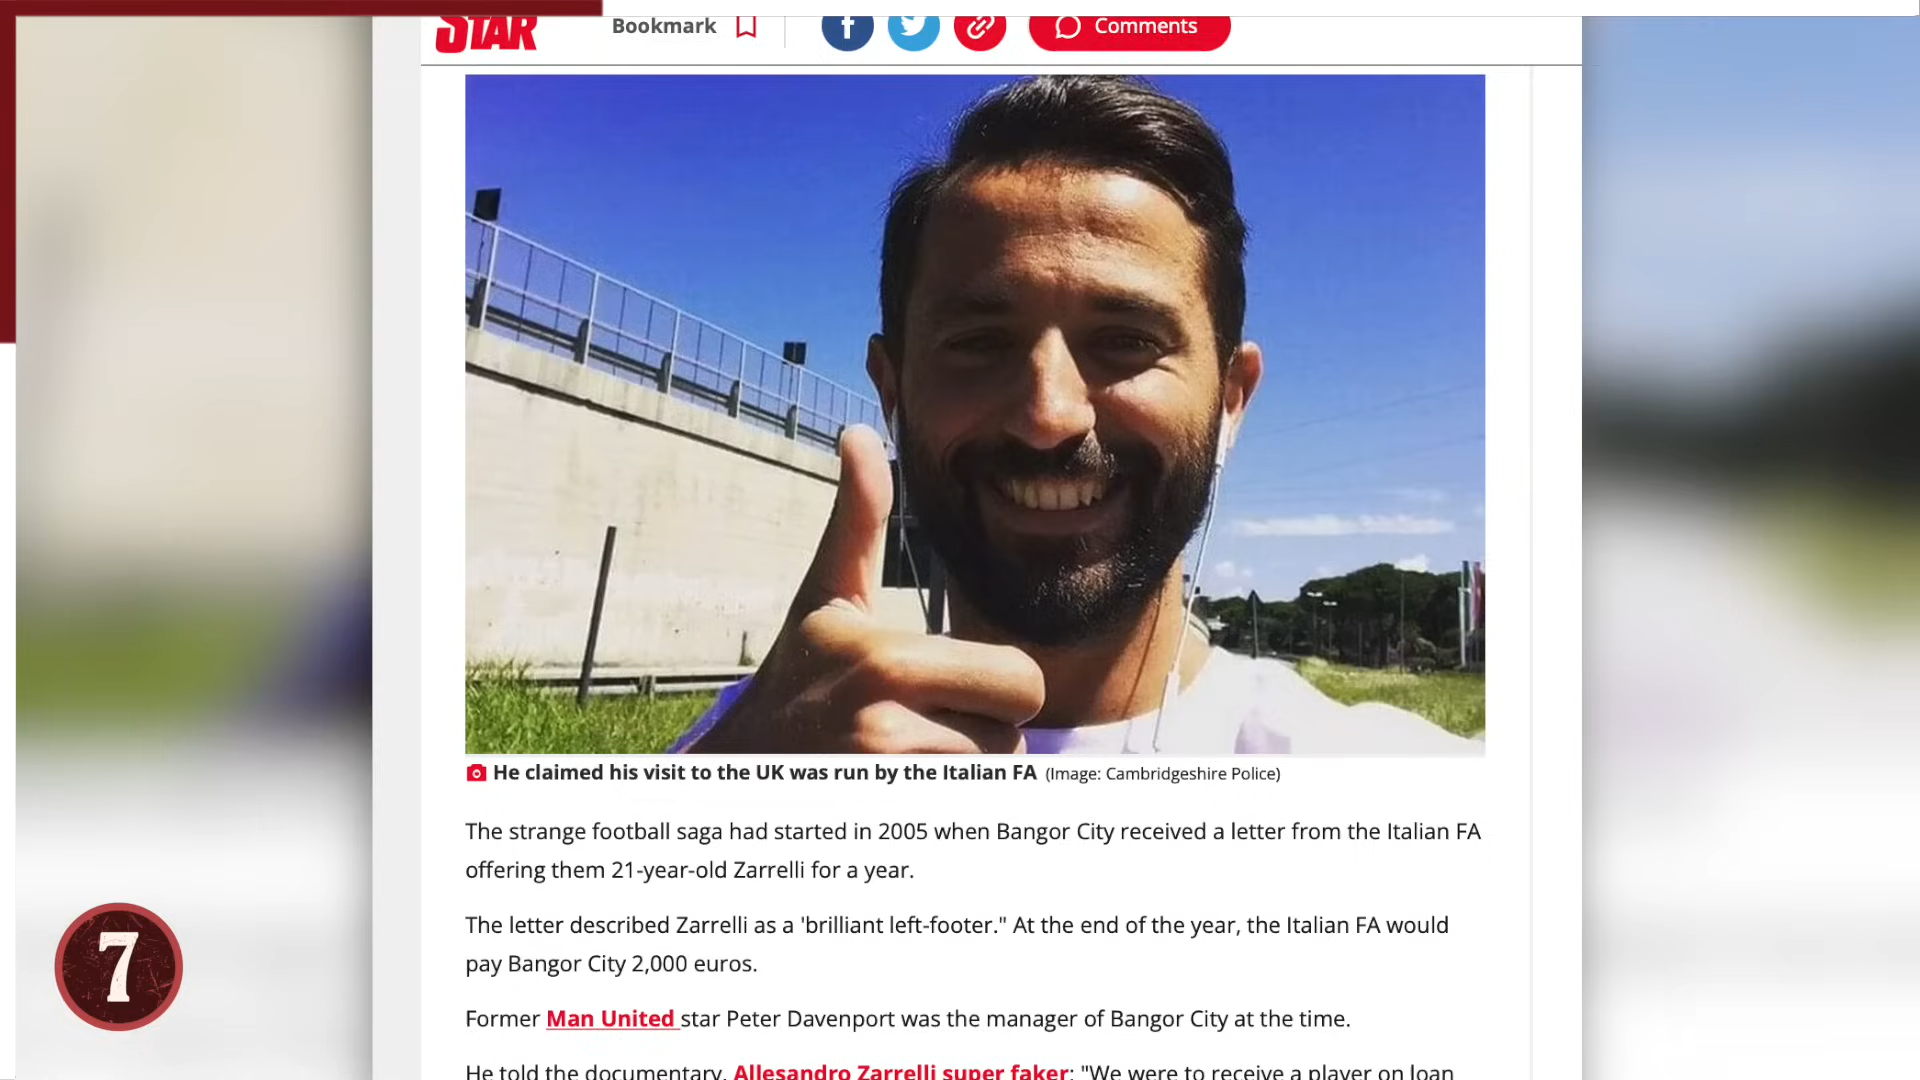 STAR
Bookmark
Comments
He claimed his visit to the UK was run by the Italian FA (Image: Cambridgeshire Police)
The strange football saga had started in 2005 when Bangor City received a letter from the Italian FA
offering them 21-year-old Zarrelli for a year.
The letter described Zarrelli as a 'brilliant left-footer." At the end of the year, the Italian FA would
pay Bangor City 2,000 euros.
Former Man United star Peter Davenport was the manager of Bangor City at the time.
He told the documentary, Allesandro Zarrelli super faker: "We were to receive a player on loan
7